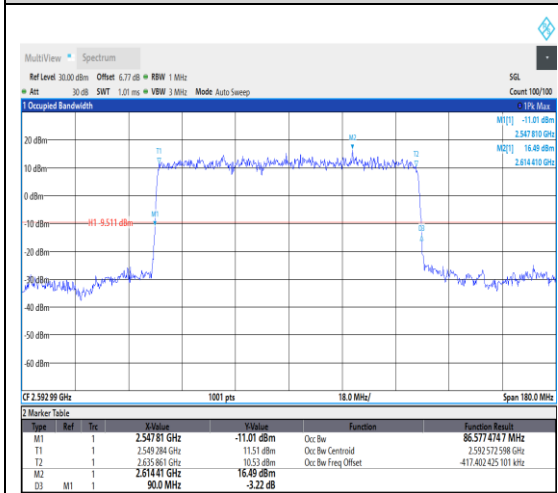 MultiView Spectrum
Ref Level 30.00 dBm Offset 6.77 dB RBW 1 MHz SGL
Att 30 dB SWT 1.01 ms VBW 3 MHz Mode Auto Sweep Count 100/100
1 Occupied Bandwidth 1Pk Max
M1[1] -11.01 dBm
2.547 810 GHz
M2[1] 16.49 dBm
2.614 410 GHz
20 dBm
10 dBm
0 dBm
-10 dBm
-20 dBm
-30 dBm
-40 dBm
-50 dBm
-60 dBm
T1
M2
T2
M1
H1 -9.511 dBm
D3
CF 2.592 99 GHz 1001 pts 18.0 MHz/ Span 180.0 MHz
2 Marker Table
Type Ref Trc X-Value Y-Value Function Function Result
M1 1 2.547 81 GHz -11.01 dBm Occ Bw 86.577 474 7 MHz
T1 1 2.549 284 GHz 11.51 dBm Occ Bw Centroid 2.592 572 598 GHz
T2 1 2.635 861 GHz 10.53 dBm Occ Bw Freq Offset -417.402 425 101 kHz
M2 1 2.614 41 GHz 16.49 dBm
D3 M1 1 90.0 MHz -3.22 dB